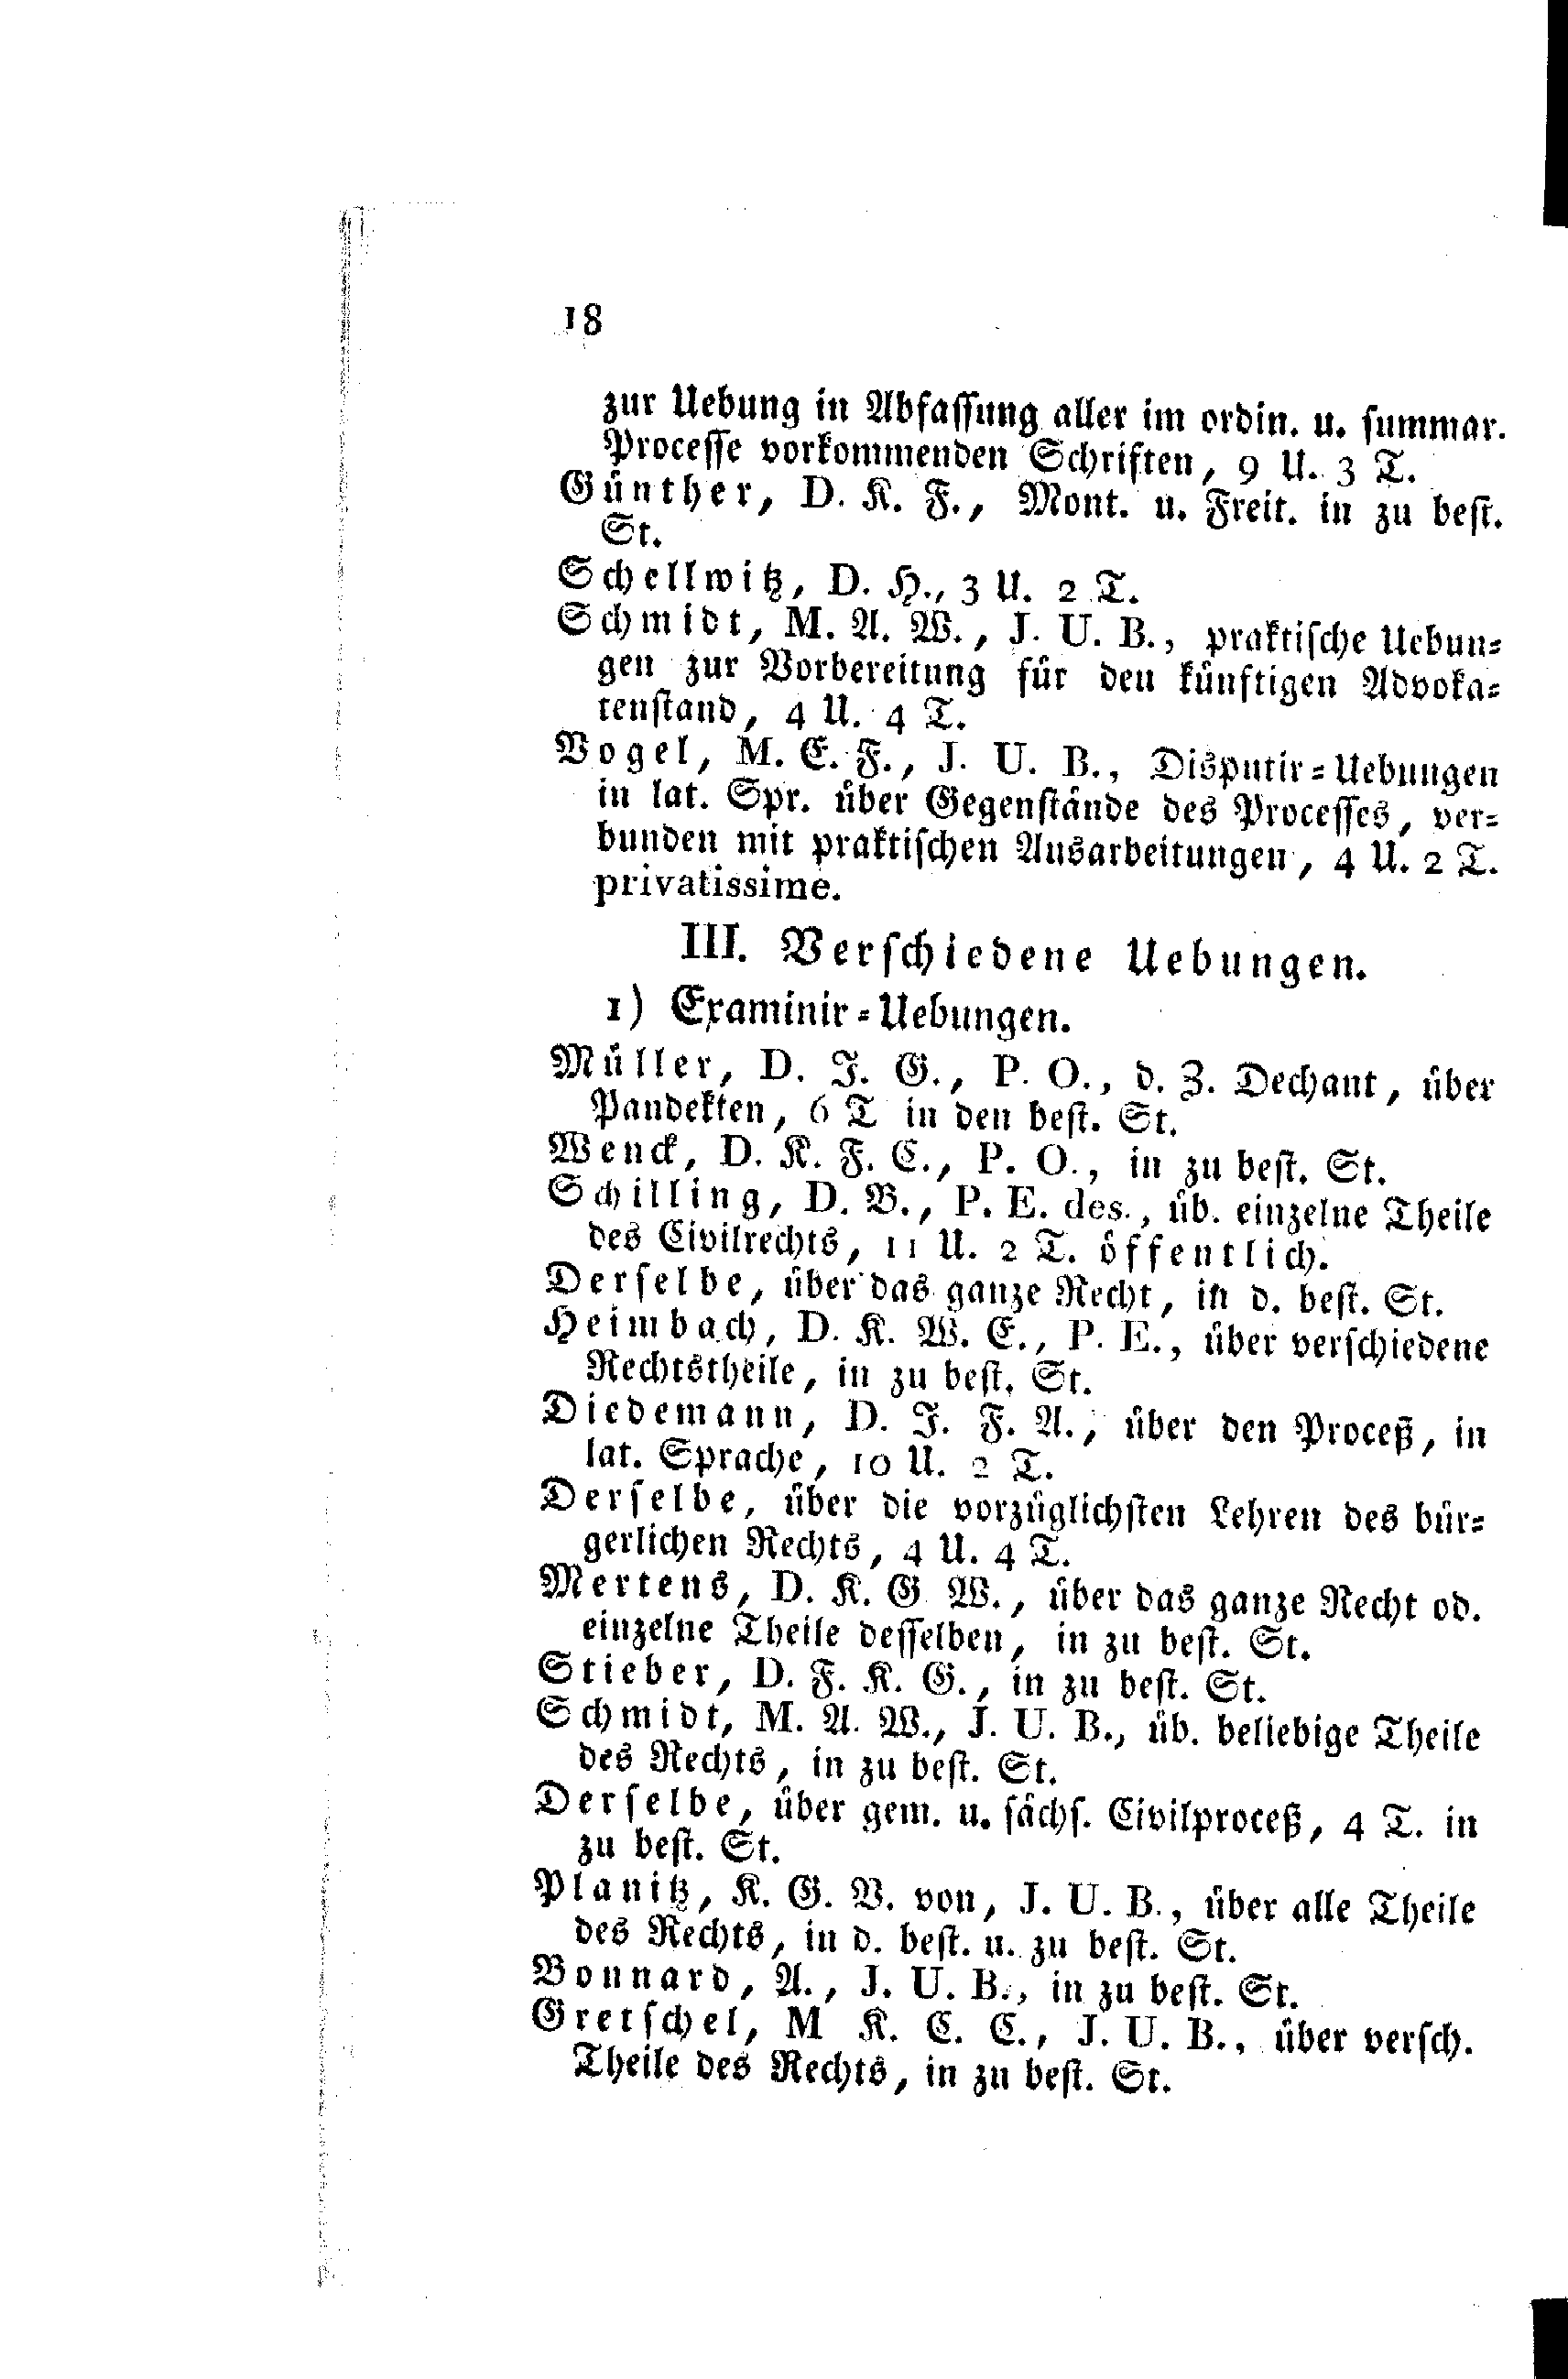 18
zur Uebung in Abfassung aller im ordin. u. summar.
Processe vorkommenden Schriften, 9 U. 3 T.
Günther, D. K. F., Mont. u. Freit. in zu best.
St.
Schellwitz, D. H., 3 U. 2 T.
Schmidt, M. A. W., J. U. B., praktische Uebun=
gen zur Vorbereitung für den künftigen Advoka=
tenstand, 4 U. 4 T.
Vogel, M. E. F., J. U. B., Disputir=Uebungen
in lat. Spr. über Gegenstände des Processes, ver=
bunden mit praktischen Ausarbeitungen, 4 U. 2 T.
privatissime.
III. Verschiedene Uebungen.
1) Examinir=Uebungen.
Müller, D. J. G., P. O., d. Z. Dechant, über
Pandekten, 6 T in den best. St.
Wenck, D. K. F. C., P. O., in zu best. St.
Schilling, D. B., P. E. des., üb. einzelne Theile
des Civilrechts, 11 U. 2 T. öffentlich.
Derselbe, über das ganze Recht, in d. best. St.
Heimbach, D. K. W. E., P. E., über verschiedene
Rechtstheile, in zu best. St.
Diedemann, D. J. F. A., über den Proceß, in
lat. Sprache, 10 U. 2 T.
Derselbe, über die vorzüglichsten Lehren des bür=
gerlichen Rechts, 4 U. 4 T.
Mertens, D. K. G W., über das ganze Recht od.
einzelne Theile desselben, in zu best. St.
Stieber, D. F. K. G., in zu best. St.
Schmidt, M. A. W., J. U. B., üb. beliebige Theile
des Rechts, in zu best. St.
Derselbe, über gem. u. sächs. Civilproceß, 4 T. in
zu best. St.
Planitz, K. G. V. von, J. U. B., über alle Theile
des Rechts, in d. best. u. zu best. St.
Bonnard, A., J. U. B., in zu best. St.
Gretschel, M K. C. C., J. U. B., über versch.
Theile des Rechts, in zu best. St.